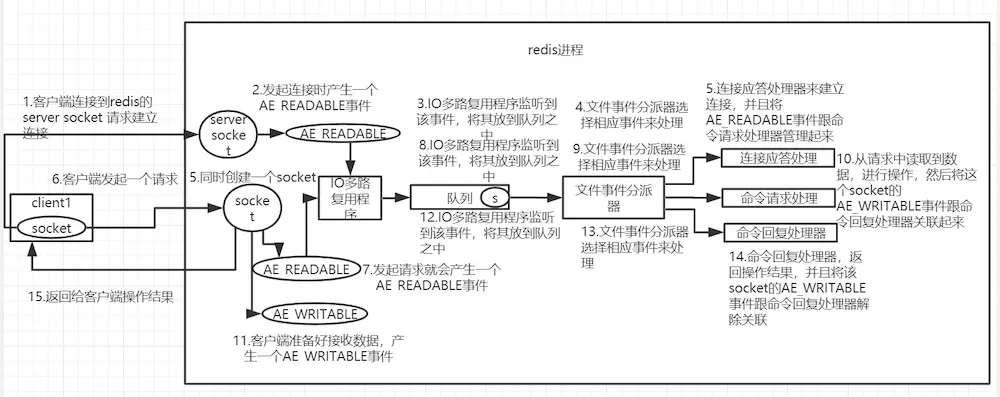 redis进程
1.客户端连接到redis的
server socket 请求建立
连接
2.发起连接时产生一个
AE READABLE事件
3.IO多路复用程序监听到
该事件，将其放到队列之
中
4.文件事件分派器选
择相应事件来处理
5.连接应答处理器来建立
连接，并且将
AE_READABLE事件跟命
令请求处理器管理起来
server
socke
t
AE READABLE
8.IO多路复用程序监听到
该事件，将其放到队列之
中
9.文件事件分派器
选择相应事件来处理
连接应答处理
10.从请求中读取到数
据，进行操作，然后将这
个socket的
AE_WRITABLE事件跟命
令回复处理器关联起来
6.客户端发起一个请求
5.同时创建一个socket
client1
socket
socke
t
IO多路
复用程
序
队列
s
文件事件分派
器
命令请求处理
命令回复处理器
12.IO多路复用程序监听
到该事件，将其放到队列
之中
13.文件事件分派器
选择相应事件来处
理
AE READABLE
7.发起请求就会产生一个
AE READABLE事件
14.命令回复处理器，返
回操作结果，并且将该
socket的AE_WRITABLE
事件跟命令回复处理器解
除关联
15.返回给客户端操作结果
AE WRITABLE
11.客户端准备好接收数据，产
生一个AE WRITABLE事件